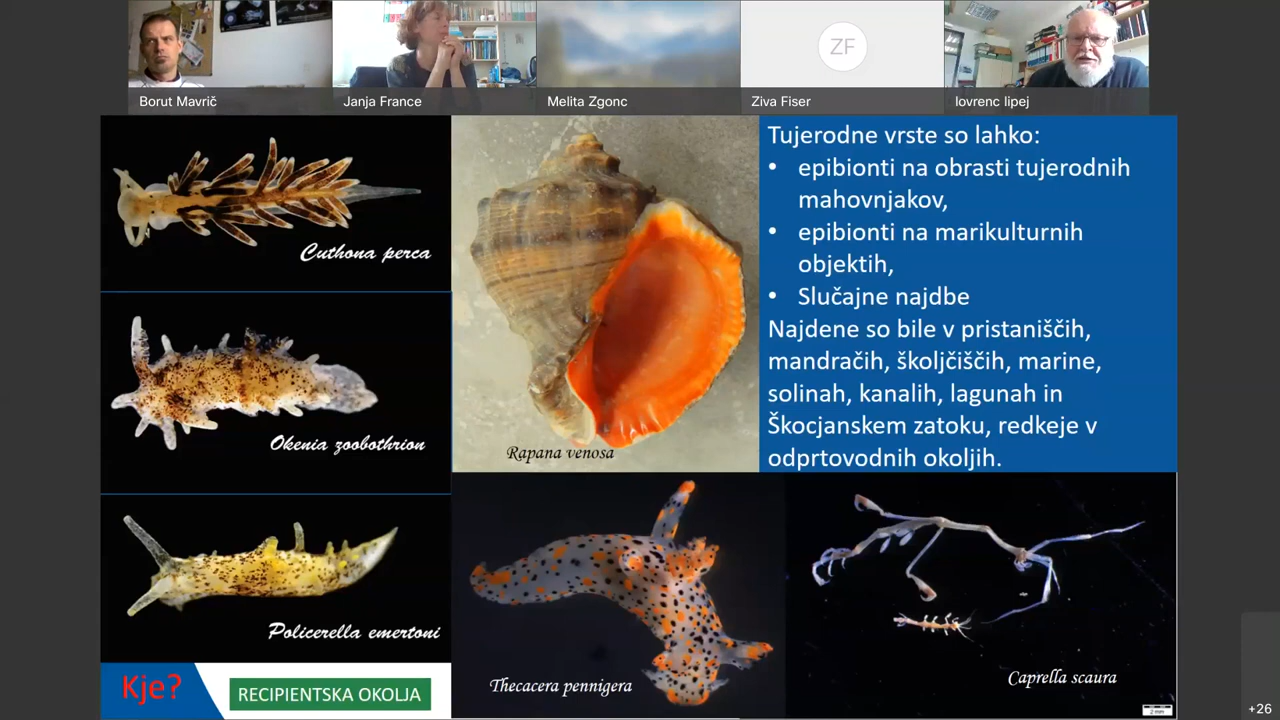 ZF
Borut Mavrič
Janja France
Melita Zgonc
Ziva Fiser
lovrenc lipej
Cuthona perca
Okenia zoobothrion
Policerella emertoni
Kje?
RECIPIENTSKA OKOLJA
Rapana venosa
Tujerodne vrste so lahko:
• epibionti na obrasti tujerodnih
mahovnjakov,
• epibionti na marikulturnih
objektih,
• Slučajne najdbe
Najdene so bile v pristaniščih,
mandračih, školjčiščih, marine,
solinah, kanalih, lagunah in
Škocjanskem zatoku, redkeje v
odprtovodnih okoljih.
Thecacera pennigera
Caprella scaura
2 mm
+26